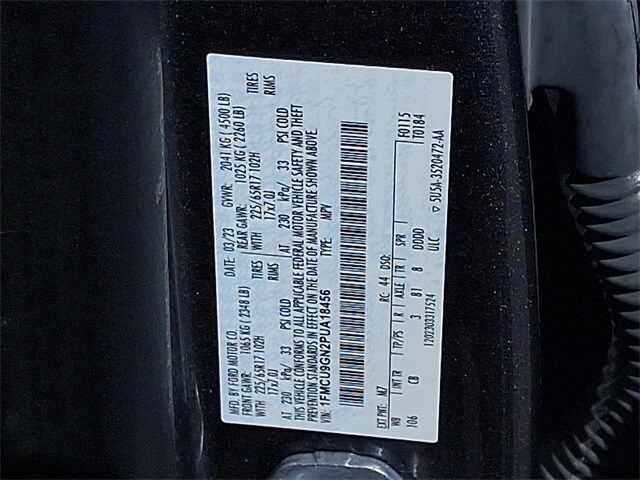 MFD. BY FORD MOTOR CO.
DATE: 03/23 GVWR: 2041 KG ( 4500 LB)
FRONT GAWR: 1065 KG ( 2348 LB) REAR GAWR: 1025 KG ( 2260 LB)
225/65R17 102H TIRES WITH 225/65R17 102H TIRES
17x7.0J RIMS 17x7.0J RIMS
AT 230 kPa/ 33 PSI COLD AT 230 kPa/ 33 PSI COLD
THIS VEHICLE CONFORMS TO ALL APPLICABLE FEDERAL MOTOR VEHICLE SAFETY AND THEFT
PREVENTION STANDARDS IN EFFECT ON THE DATE OF MANUFACTURE SHOWN ABOVE.
VIN: 1FMCU9GN2PUA18456 TYPE: MPV
F0115
T0184
EXT PNT: M7 RC: 44 DSO:
WB INT TR TP/PS R AXLE TR SPR
106 CB 3 81 8 DDDD
1202303317524 ULC ▽ 5U5A-3520472-AA